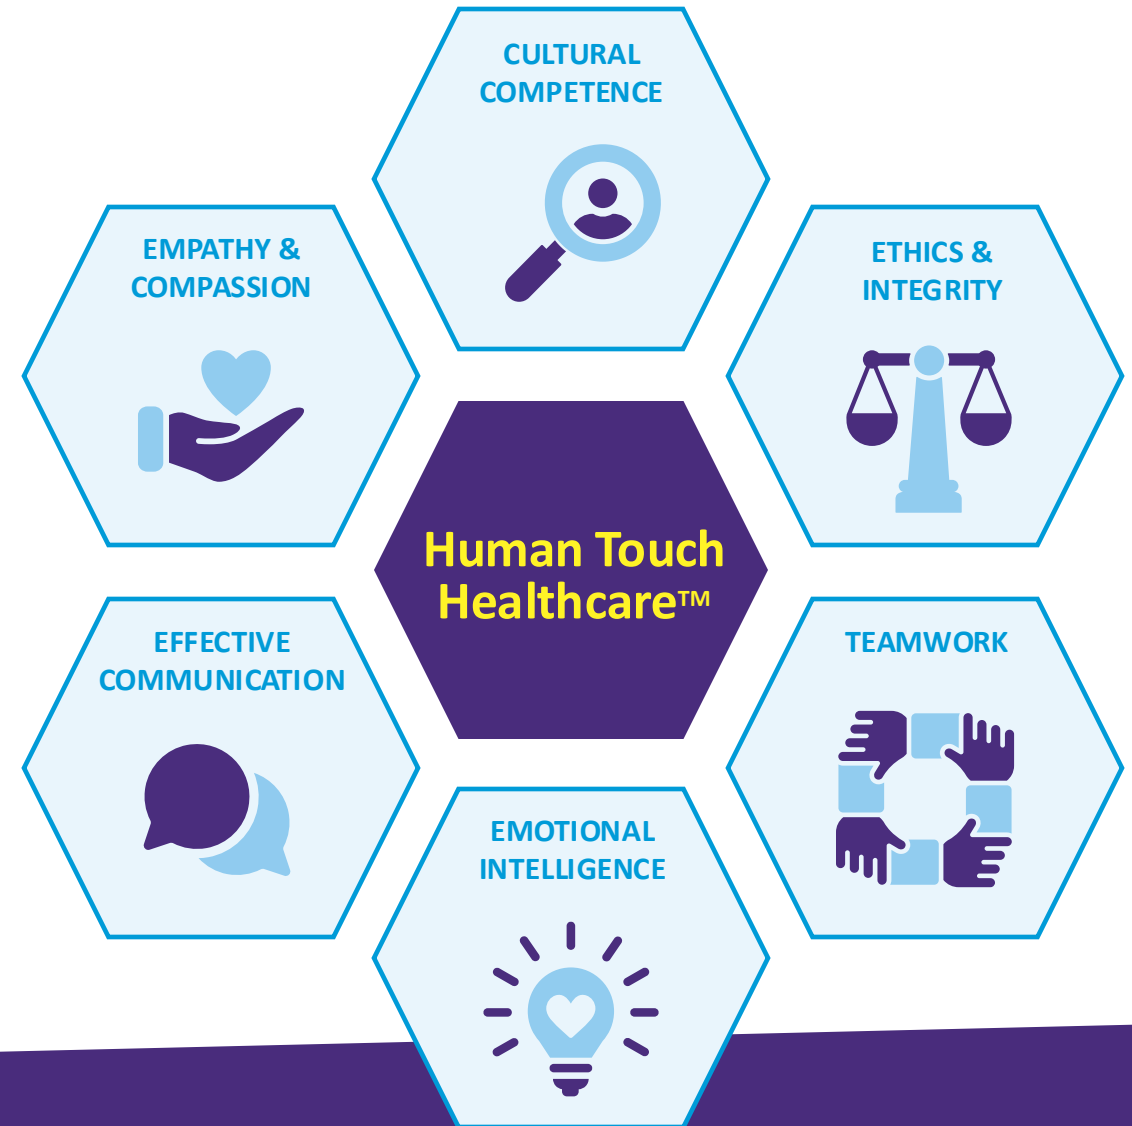 CULTURAL
COMPETENCE
EMPATHY &
COMPASSION
ETHICS &
INTEGRITY
Human Touch
Healthcare™
EFFECTIVE
COMMUNICATION
TEAMWORK
EMOTIONAL
INTELLIGENCE